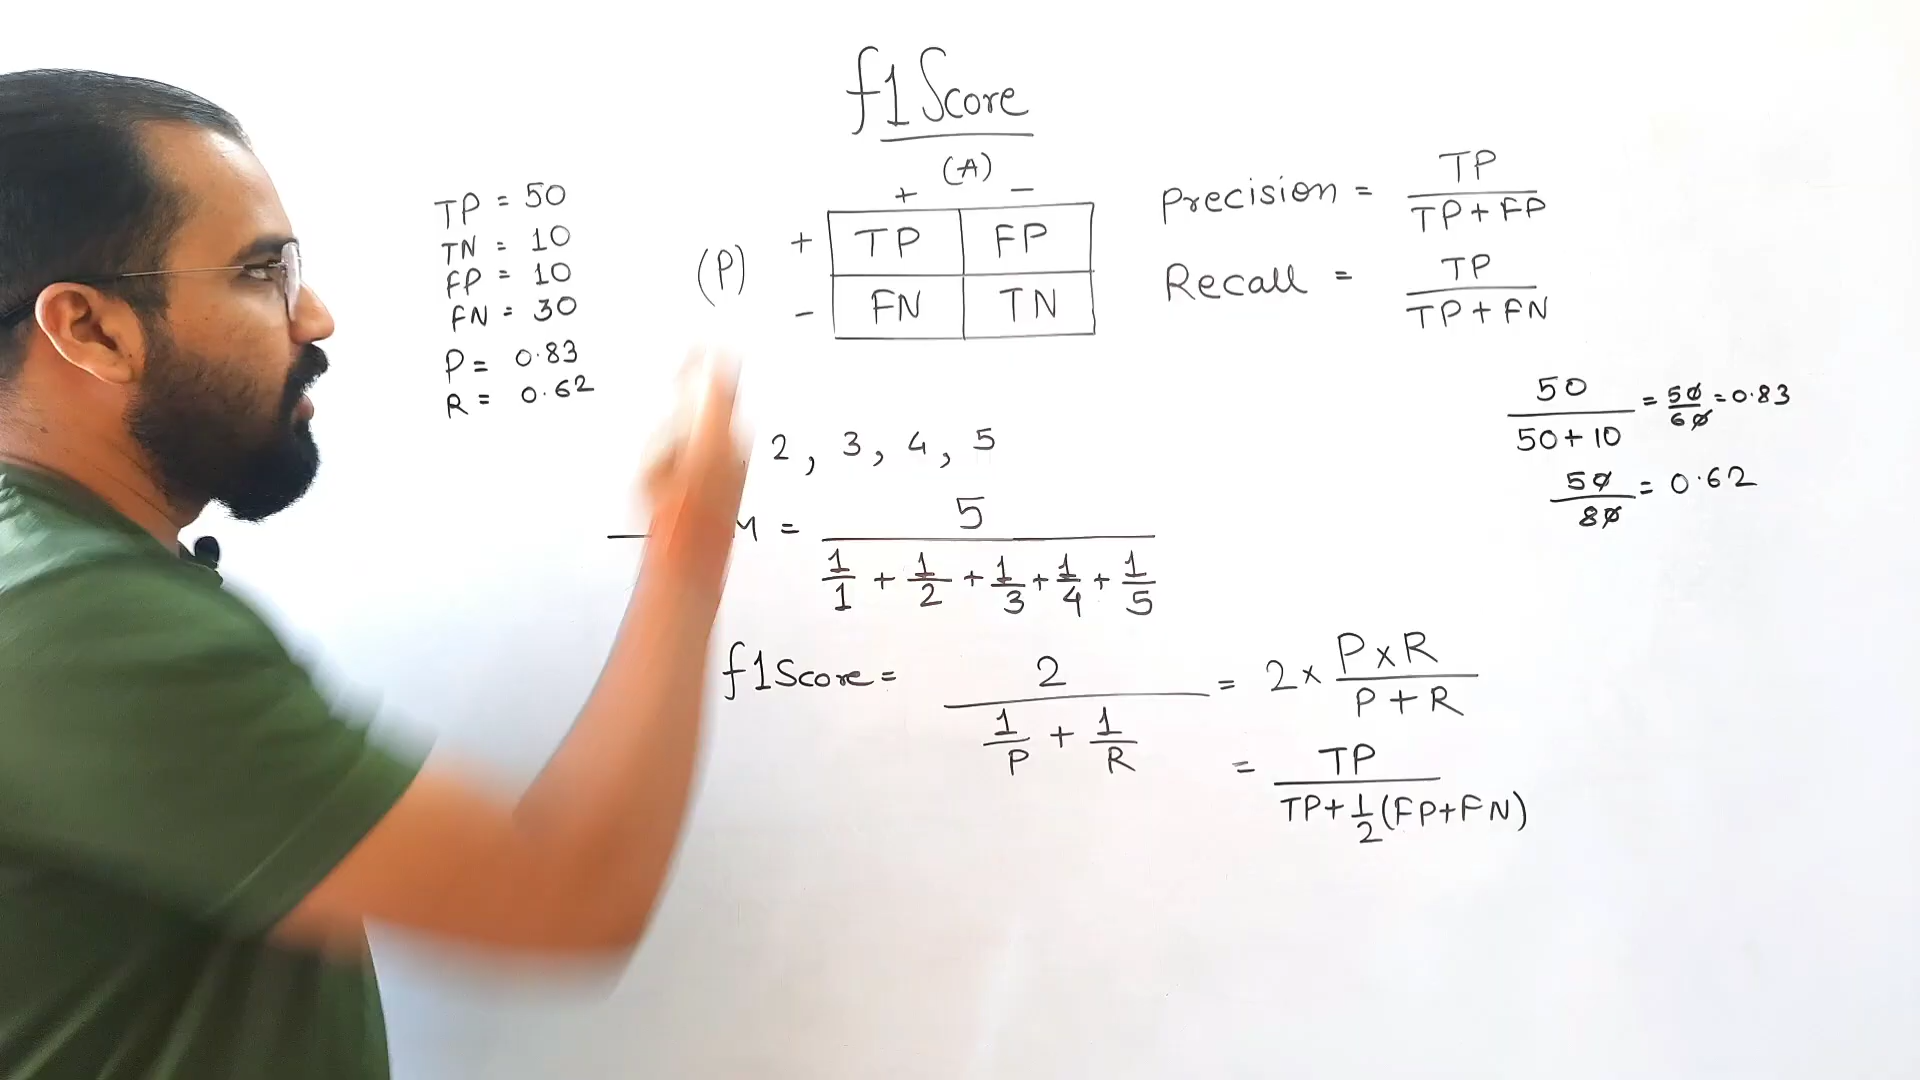 f1 Score
(A)
+ −
(P)
+ TP FP
− FN TN
TP = 50
TN = 10
FP = 10
FN = 30
P = 0.83
R = 0.62
Precision = TP / TP + FP
Recall = TP / TP + FN
50 / 50 + 10 = 50 / 60 = 0.83
50 / 80 = 0.62
, 2, 3, 4, 5
M = 5 / 1/1 + 1/2 + 1/3 + 1/4 + 1/5
f1 Score = 2 / 1/P + 1/R = 2 × P × R / P + R
= TP / TP + 1/2 (FP + FN)